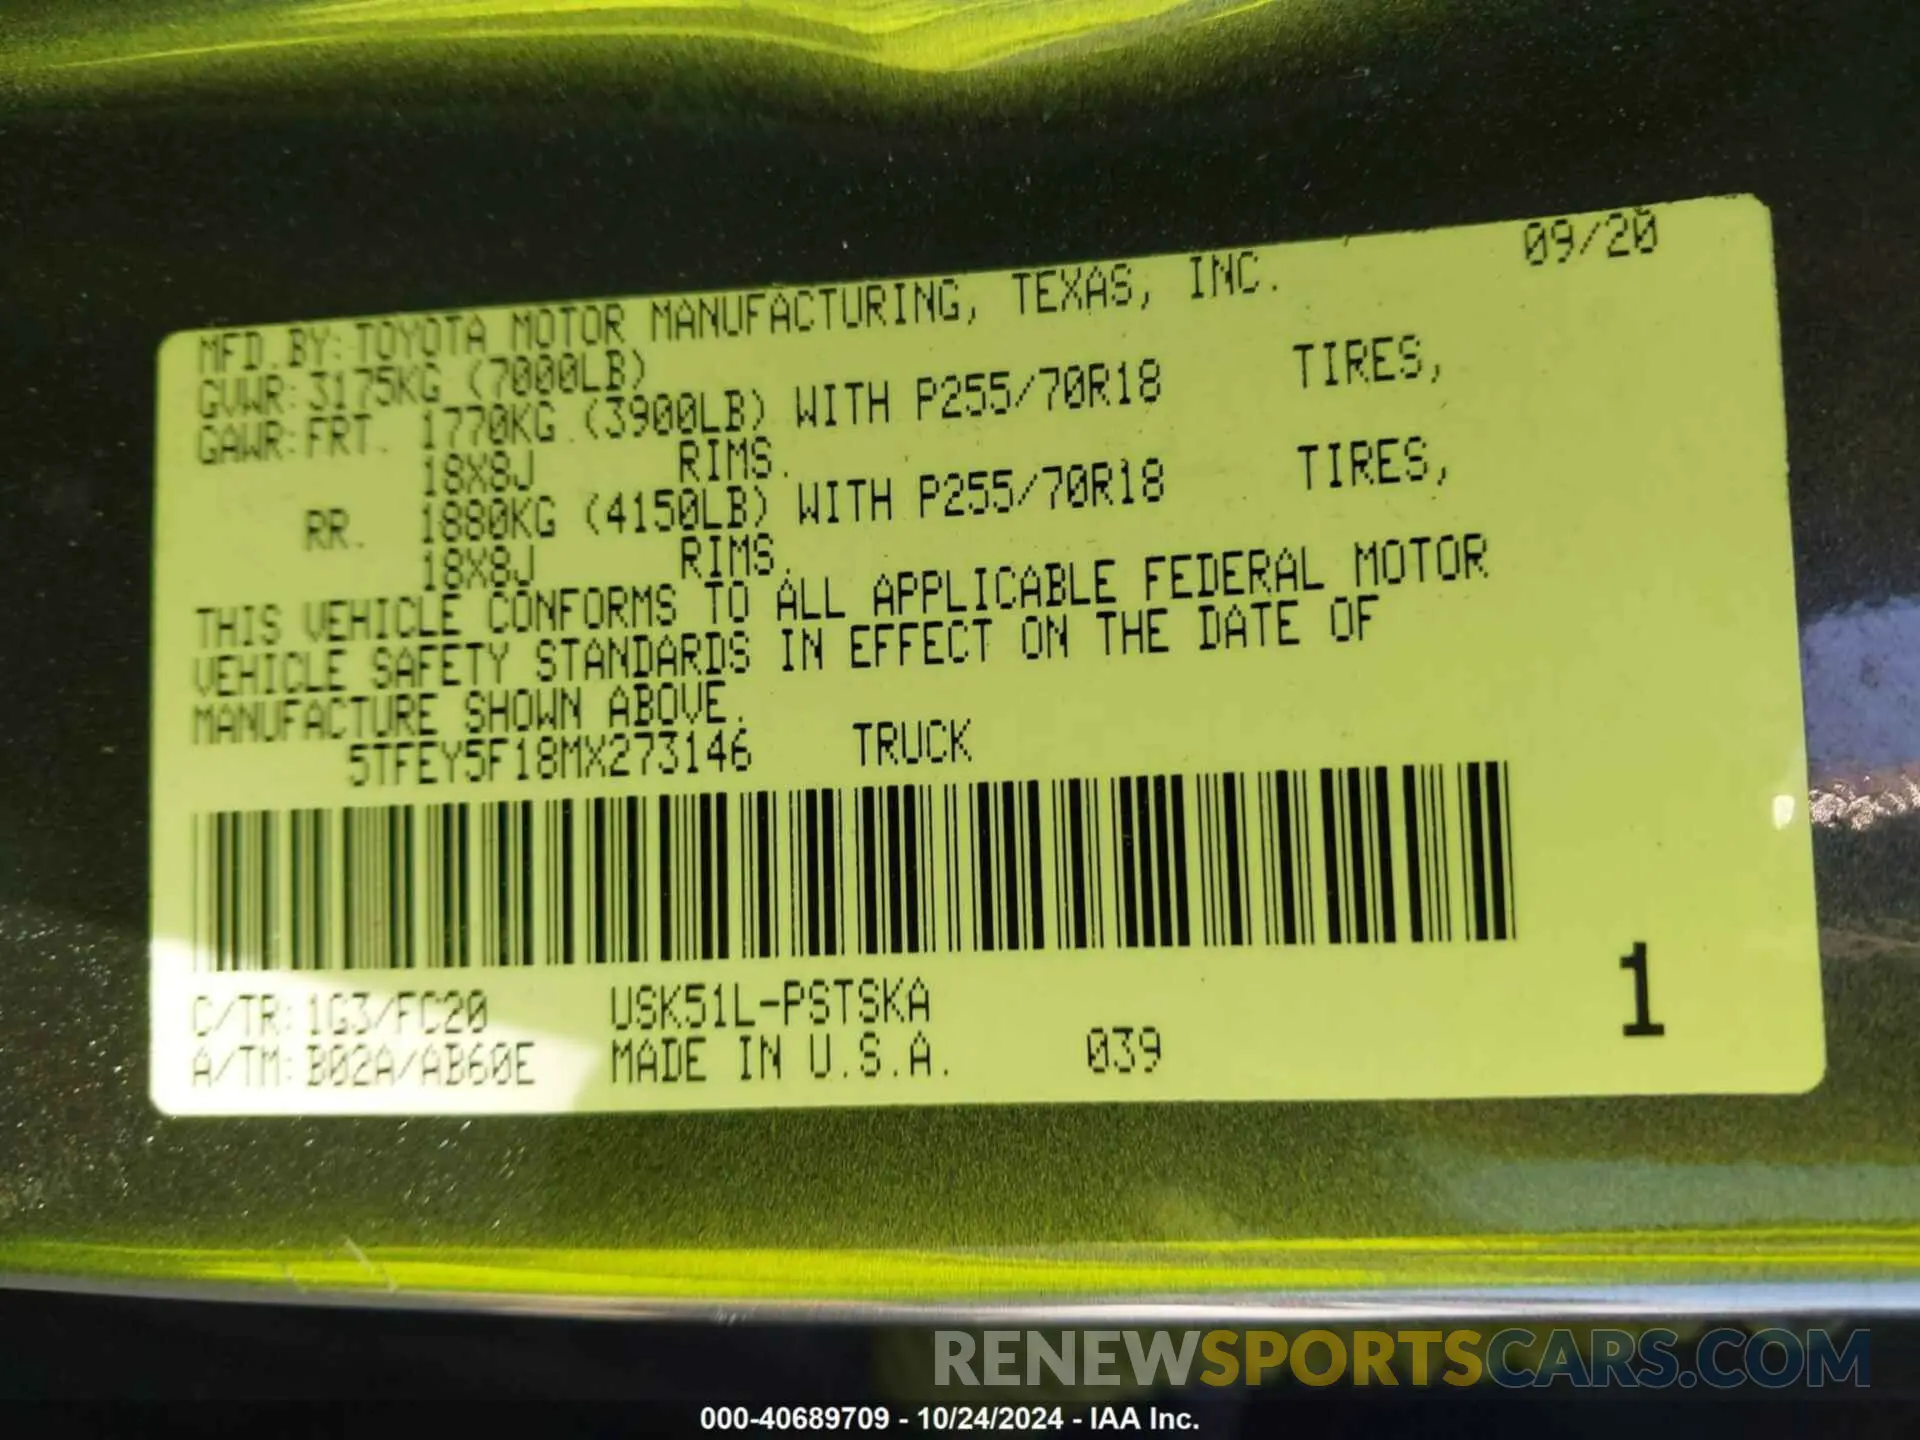 09/20
MFD.BY:TOYOTA MOTOR MANUFACTURING, TEXAS, INC.
GVWR:3175KG (7000LB)
GAWR:FRT. 1770KG (3900LB) WITH P255/70R18 TIRES,
18X8J RIMS.
RR. 1880KG (4150LB) WITH P255/70R18 TIRES,
18X8J RIMS.
THIS VEHICLE CONFORMS TO ALL APPLICABLE FEDERAL MOTOR
VEHICLE SAFETY STANDARDS IN EFFECT ON THE DATE OF
MANUFACTURE SHOWN ABOVE.
5TFEY5F18MX273146 TRUCK
C/TR:1G3/FC20 USK51L-PSTSKA
A/TM:B02A/AB60E MADE IN U.S.A. 039
1
RENEWSPORTSCARS.COM
000-40689709 - 10/24/2024 - IAA Inc.